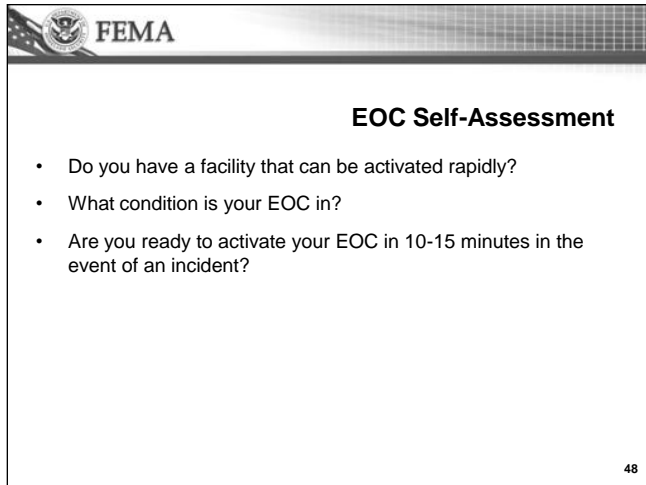 FEMA
EOC Self-Assessment
• Do you have a facility that can be activated rapidly?
• What condition is your EOC in?
• Are you ready to activate your EOC in 10-15 minutes in the
event of an incident?
48